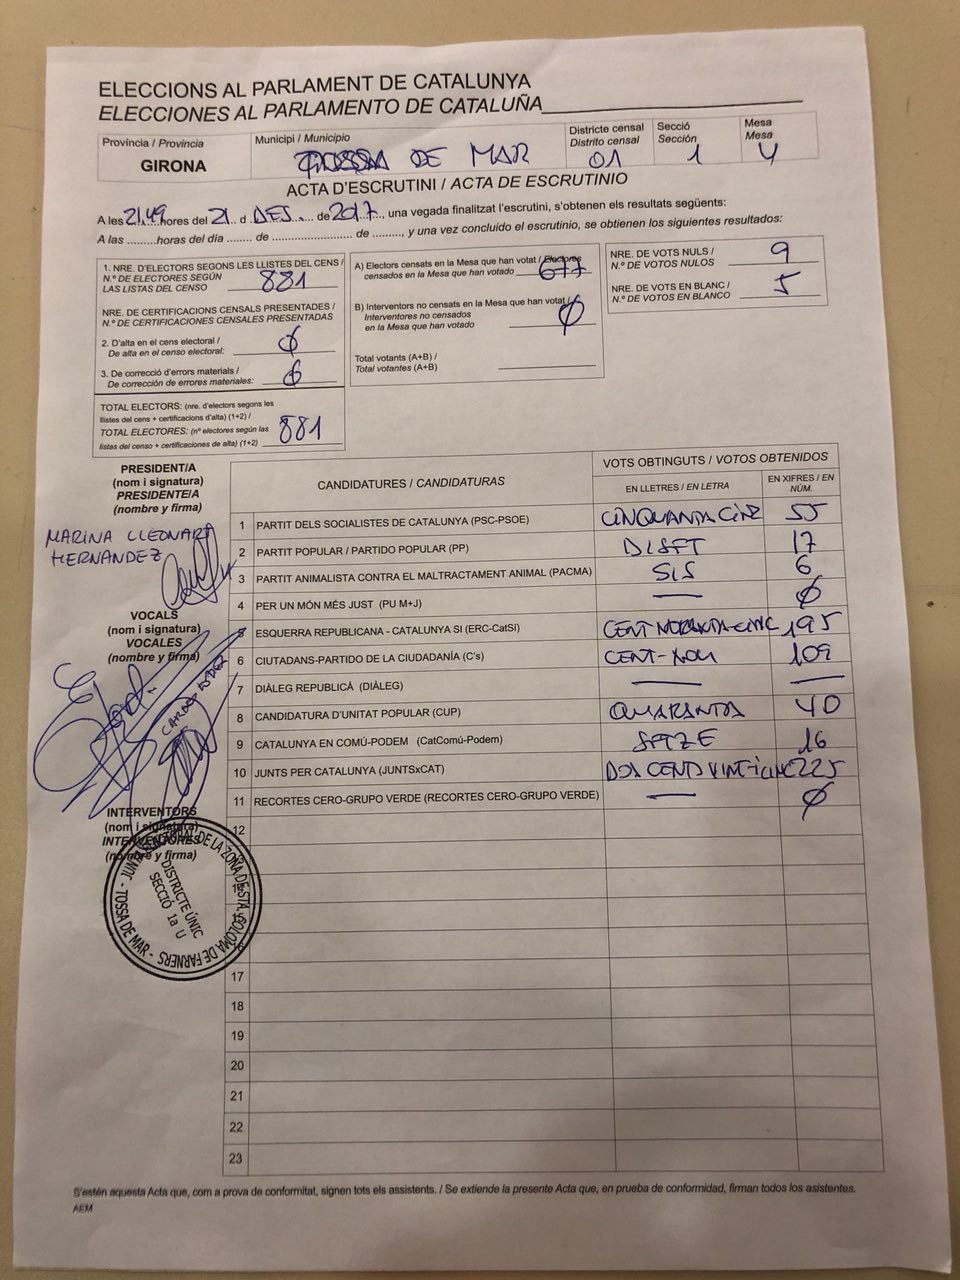 ELECCIONS AL PARLAMENT DE CATALUNYA
ELECCIONES AL PARLAMENTO DE CATALUÑA
Provincia / Provincia
GIRONA
Municipi / Municipio
TOSSA DE MAR
Districte censal
Distrito censal
01
Secció
Sección
1
Mesa
Mesa
U
ACTA D'ESCRUTINI / ACTA DE ESCRUTINIO
A les 21.49 hores del 21. d DES. de 2017, una vegada finalitzat l'escrutini, s'obtenen els resultats següents:
A las .........horas del día ........ de ........................ de ........., y una vez concluido el escrutinio, se obtienen los siguientes resultados:
1. NRE. D'ELECTORS SEGONS LES LLISTES DEL CENS /
N.º DE ELECTORES SEGÚN
LAS LISTAS DEL CENSO 881
NRE. DE CERTIFICACIONS CENSALS PRESENTADES /
N.º DE CERTIFICACIONES CENSALES PRESENTADAS
2. D'alta en el cens electoral /
De alta en el censo electoral: 0
3. De correcció d'errors materials /
De corrección de errores materiales: 0
TOTAL ELECTORS: (nre. d'electors segons les
llistes del cens + certificacions d'alta) (1+2) /
TOTAL ELECTORES: (nº electores según las
listas del censo + certificaciones de alta) (1+2) 881
A) Electors censats en la Mesa que han votat / Electores
censados en la Mesa que han votado 677
B) Interventors no censats en la Mesa que han votat /
Interventores no censados
en la Mesa que han votado 0
Total votants (A+B) /
Total votantes (A+B)
NRE. DE VOTS NULS /
N.º DE VOTOS NULOS 9
NRE. DE VOTS EN BLANC /
N.º DE VOTOS EN BLANCO 5
PRESIDENT/A
(nom i signatura)
PRESIDENTE/A
(nombre y firma)
MARINA LLEONART
HERNANDEZ
VOCALS
(nom i signatura)
VOCALES
(nombre y firma)
INTERVENTORS
(nom i signatura)
INTERVENTORES
(nombre y firma)
JUNTA ELECTORAL DE LA ZONA DE STA. COLOMA DE FARNERS - TOSSA DE MAR -
DISTRICTE ÚNIC
SECCIÓ 1a U
CANDIDATURES / CANDIDATURAS
VOTS OBTINGUTS / VOTOS OBTENIDOS
EN LLETRES / EN LETRA
EN XIFRES / EN NÚM.
1 PARTIT DELS SOCIALISTES DE CATALUNYA (PSC-PSOE) CINQUANTA CINC 55
2 PARTIT POPULAR / PARTIDO POPULAR (PP) DISET 17
3 PARTIT ANIMALISTA CONTRA EL MALTRACTAMENT ANIMAL (PACMA) SIS 6
4 PER UN MÓN MÉS JUST (PU M+J) — 0
5 ESQUERRA REPUBLICANA - CATALUNYA SI (ERC-CatSí) CENT NORANTA-CINC 195
6 CIUTADANS-PARTIDO DE LA CIUDADANÍA (C's) CENT-NOU 109
7 DIÀLEG REPUBLICÀ (DIÀLEG) — —
8 CANDIDATURA D'UNITAT POPULAR (CUP) QUARANTA 40
9 CATALUNYA EN COMÚ-PODEM (CatComú-Podem) SETZE 16
10 JUNTS PER CATALUNYA (JUNTSxCAT) DOS CENTS VINT-I-CINC 225
11 RECORTES CERO-GRUPO VERDE (RECORTES CERO-GRUPO VERDE) — 0
12
17
18
19
20
21
22
23
S'estén aquesta Acta que, com a prova de conformitat, signen tots els assistents. / Se extiende la presente Acta que, en prueba de conformidad, firman todos los asistentes.
AEM